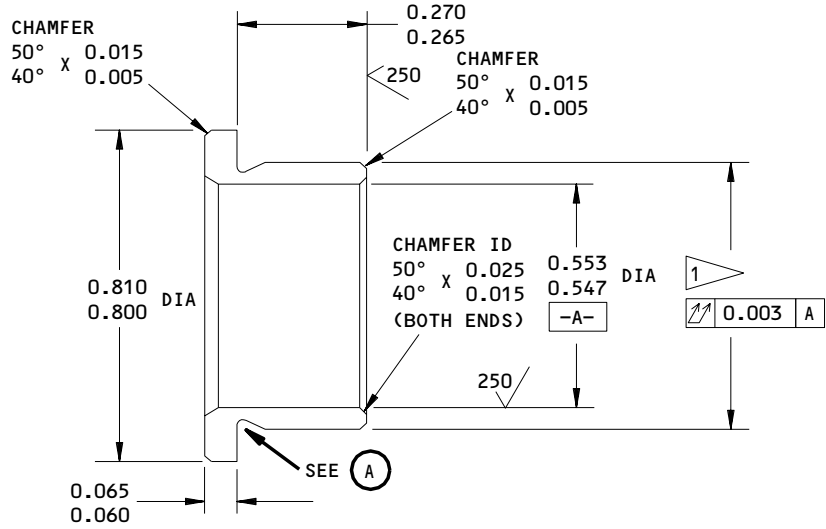 0.270
0.265
CHAMFER
50° X 0.015
40° 0.005
250
CHAMFER
50° X 0.015
40° 0.005
CHAMFER ID
50° X 0.025
40° 0.015
(BOTH ENDS)
0.553 DIA
0.547
-A-
1
0.003 A
0.810 DIA
0.800
250
SEE A
0.065
0.060